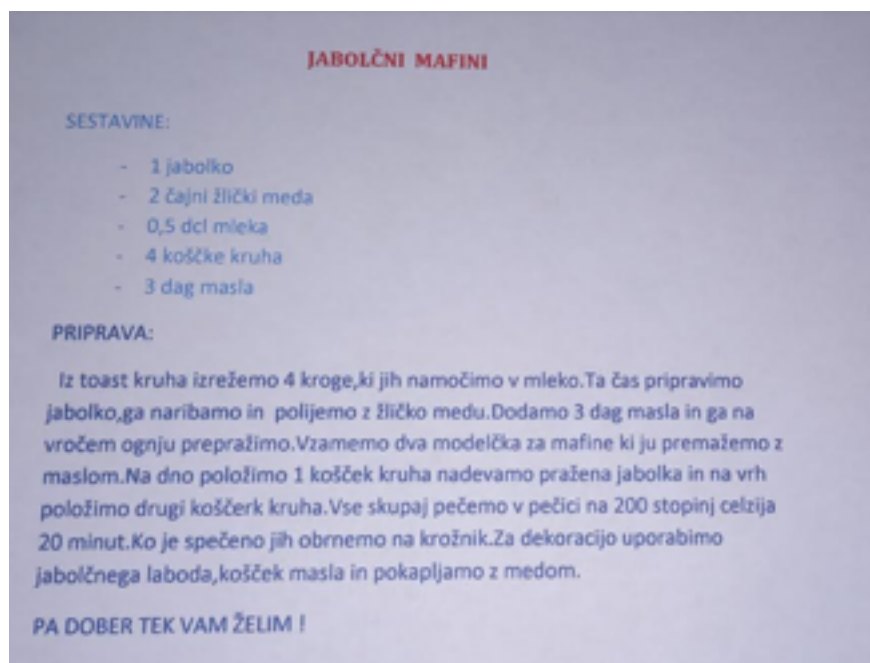 JABOLČNI MAFINI
SESTAVINE:
- 1 jabolko
- 2 čajni žlički meda
- 0,5 dcl mleka
- 4 koščke kruha
- 3 dag masla
PRIPRAVA:
Iz toast kruha izrežemo 4 kroge,ki jih namočimo v mleko.Ta čas pripravimo
jabolko,ga naribamo in polijemo z žličko medu.Dodamo 3 dag masla in ga na
vročem ognju prepražimo.Vzamemo dva modelčka za mafine ki ju premažemo z
maslom.Na dno položimo 1 košček kruha nadevamo pražena jabolka in na vrh
položimo drugi koščerk kruha.Vse skupaj pečemo v pečici na 200 stopinj celzija
20 minut.Ko je spečeno jih obrnemo na krožnik.Za dekoracijo uporabimo
jabolčnega laboda,košček masla in pokapljamo z medom.
PA DOBER TEK VAM ŽELIM !